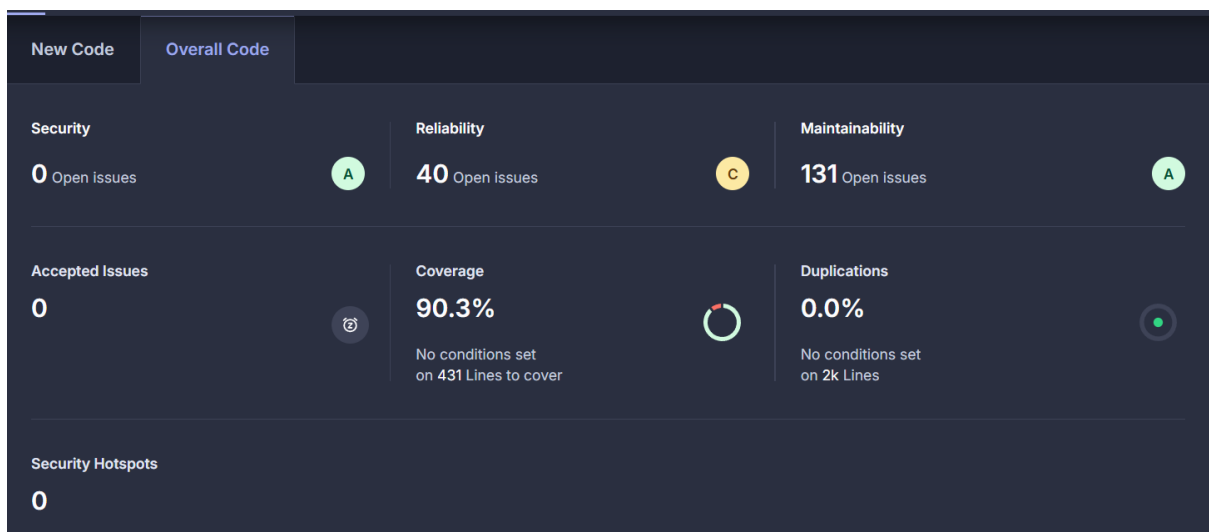 New Code Overall Code
Security Reliability Maintainability
0 Open issues A 40 Open issues C 131 Open issues A
Accepted Issues Coverage Duplications
0 90.3% 0.0%
No conditions set No conditions set
on 431 Lines to cover on 2k Lines
Security Hotspots
0